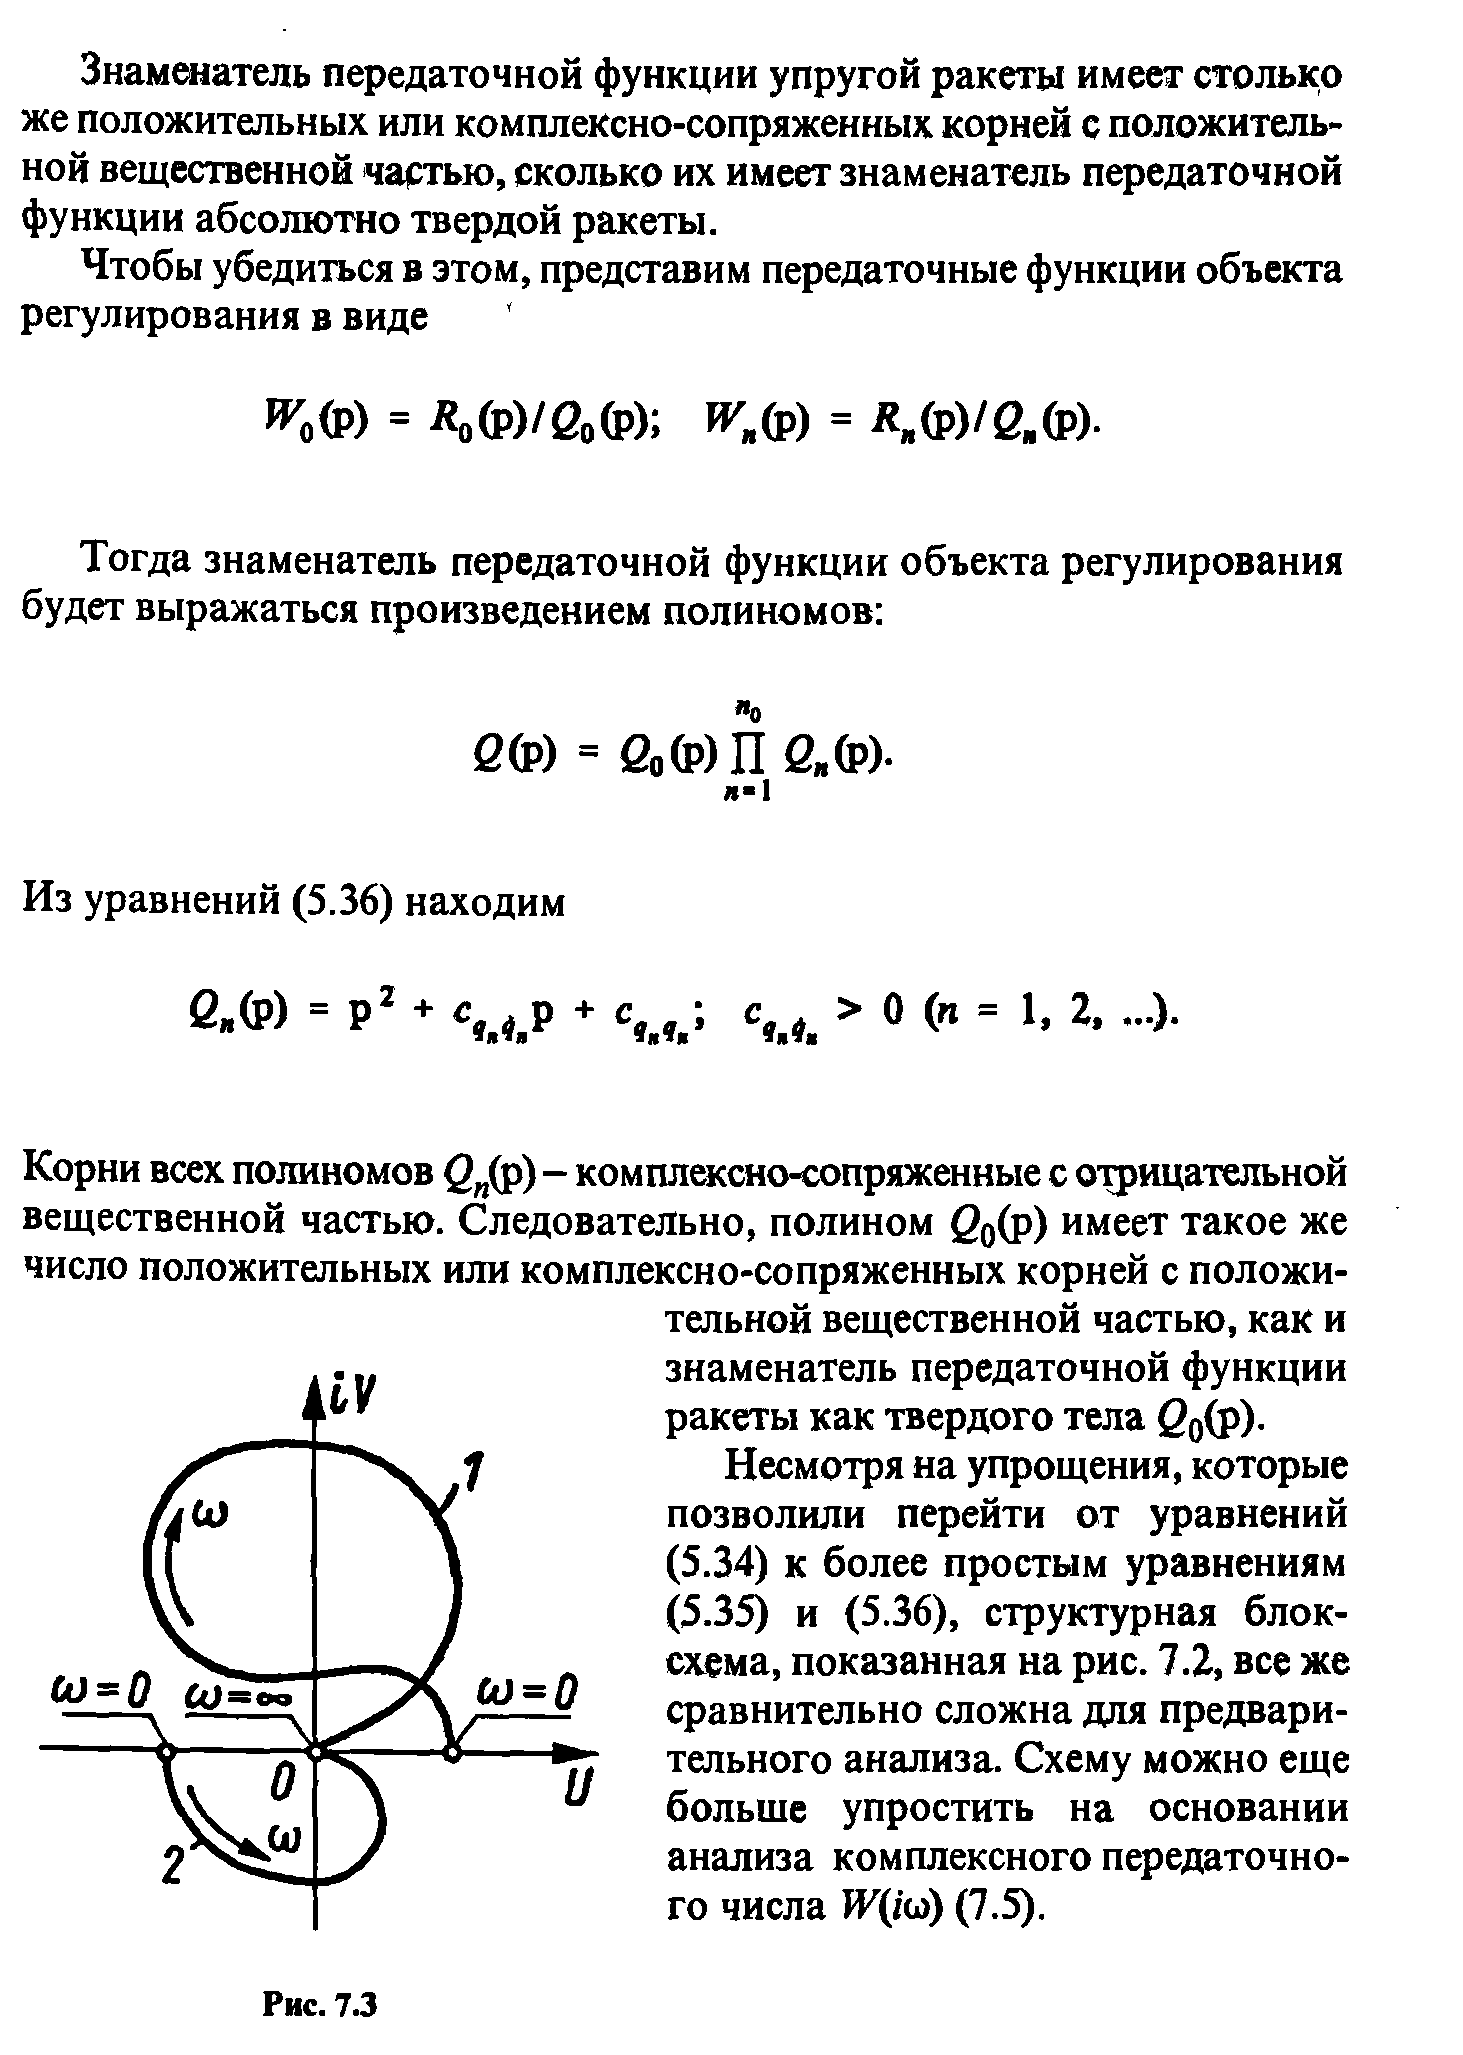 Знаменатель передаточной функции упругой ракеты имеет столько
же положительных или комплексно-сопряженных корней с положитель-
ной вещественной частью, сколько их имеет знаменатель передаточной
функции абсолютно твердой ракеты.
Чтобы убедиться в этом, представим передаточные функции объекта
регулирования в виде
W₀(p) = R₀(p)/Q₀(p); Wₙ(p) = Rₙ(p)/Qₙ(p).
Тогда знаменатель передаточной функции объекта регулирования
будет выражаться произведением полиномов:
n₀
Q(p) = Q₀(p) Π Qₙ(p).
n=1
Из уравнений (5.36) находим
Qₙ(p) = p² + c_{qₙq̇ₙ}p + c_{qₙqₙ}; c_{qₙq̇ₙ} > 0 (n = 1, 2, ...).
Корни всех полиномов Qₙ(p) – комплексно-сопряженные с отрицательной
вещественной частью. Следовательно, полином Q₀(p) имеет такое же
число положительных или комплексно-сопряженных корней с положи-
тельной вещественной частью, как и
знаменатель передаточной функции
ракеты как твердого тела Q₀(p).
Несмотря на упрощения, которые
позволили перейти от уравнений
(5.34) к более простым уравнениям
(5.35) и (5.36), структурная блок-
схема, показанная на рис. 7.2, все же
сравнительно сложна для предвари-
тельного анализа. Схему можно еще
больше упростить на основании
анализа комплексного передаточно-
го числа W(iω) (7.5).
iV
1
ω
ω=0 ω=∞ ω=0
0 U
2 ω
Рис. 7.3